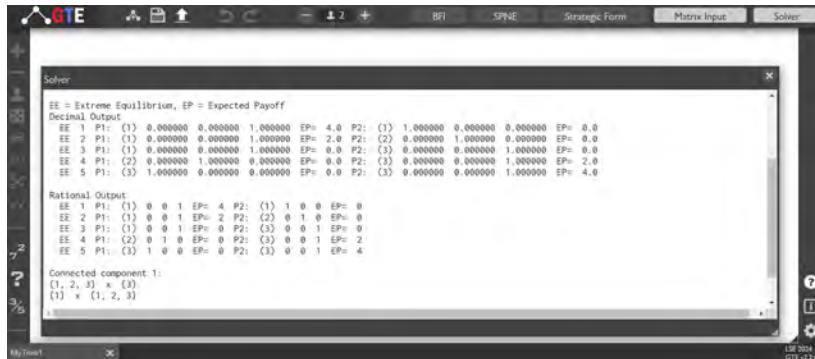 GTE
2
BFI
SPNE
Strategic Form
Matrix Input
Solver
Solver
EE = Extreme Equilibrium, EP = Expected Payoff
Decimal Output
EE 1 P1: (1) 0.000000 0.000000 1.000000 EP= 4.0 P2: (1) 1.000000 0.000000 0.000000 EP= 0.0
EE 2 P1: (1) 0.000000 0.000000 1.000000 EP= 2.0 P2: (2) 0.000000 1.000000 0.000000 EP= 0.0
EE 3 P1: (1) 0.000000 0.000000 1.000000 EP= 0.0 P2: (3) 0.000000 0.000000 1.000000 EP= 0.0
EE 4 P1: (2) 0.000000 1.000000 0.000000 EP= 0.0 P2: (3) 0.000000 0.000000 1.000000 EP= 2.0
EE 5 P1: (3) 1.000000 0.000000 0.000000 EP= 0.0 P2: (3) 0.000000 0.000000 1.000000 EP= 4.0
Rational Output
EE 1 P1: (1) 0 0 1 EP= 4 P2: (1) 1 0 0 EP= 0
EE 2 P1: (1) 0 0 1 EP= 2 P2: (2) 0 1 0 EP= 0
EE 3 P1: (1) 0 0 1 EP= 0 P2: (3) 0 0 1 EP= 0
EE 4 P1: (2) 0 1 0 EP= 0 P2: (3) 0 0 1 EP= 2
EE 5 P1: (3) 1 0 0 EP= 0 P2: (3) 0 0 1 EP= 4
Connected component 1:
{1, 2, 3} x {3}
{1} x {1, 2, 3}
MyTree1
LSE 2024